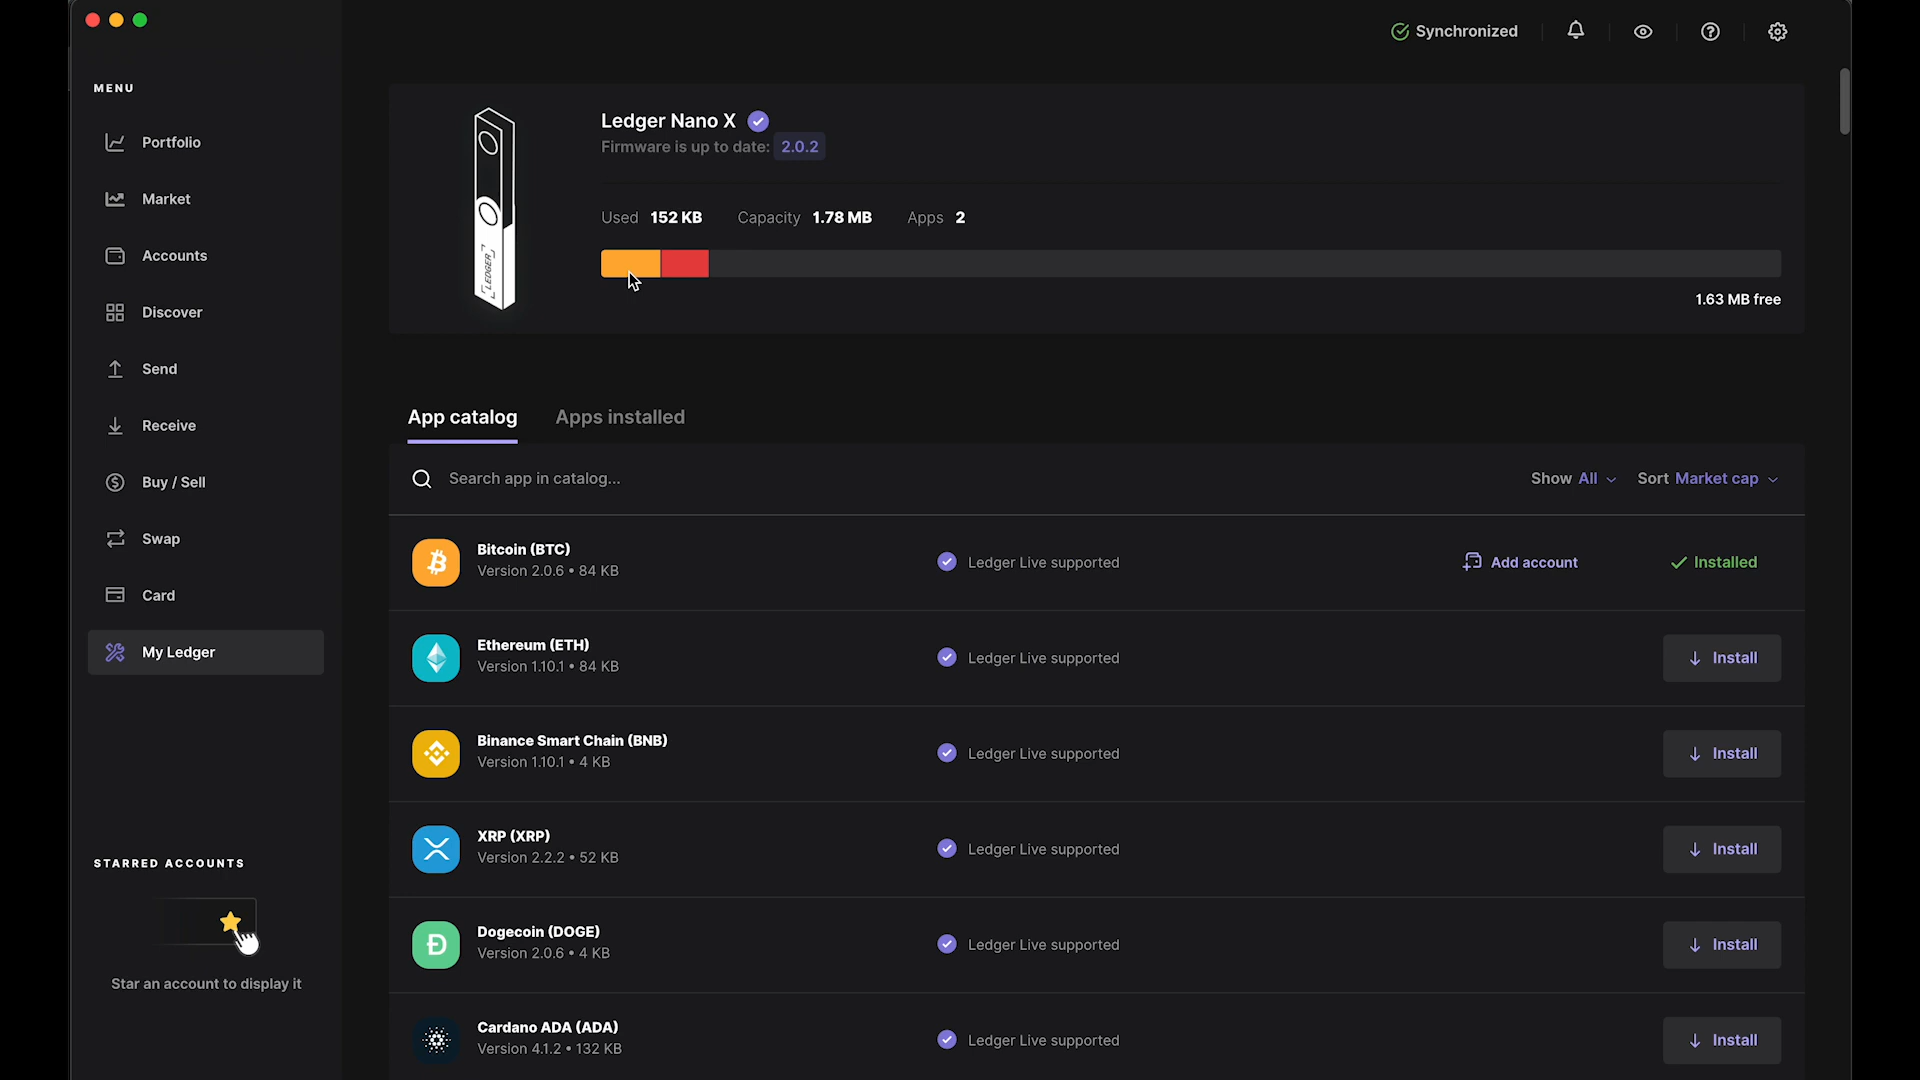 Synchronized
MENU
Portfolio
Market
Accounts
Discover
Send
Receive
Buy / Sell
Swap
Card
My Ledger
STARRED ACCOUNTS
Star an account to display it
LEDGER
Ledger Nano X
Firmware is up to date: 2.0.2
Used 152 KB Capacity 1.78 MB Apps 2
1.63 MB free
App catalog Apps installed
Search app in catalog... Show All Sort Market cap
Bitcoin (BTC)
Version 2.0.6 • 84 KB
Ledger Live supported
Add account
Installed
Ethereum (ETH)
Version 1.10.1 • 84 KB
Ledger Live supported
Install
Binance Smart Chain (BNB)
Version 1.10.1 • 4 KB
Ledger Live supported
Install
XRP (XRP)
Version 2.2.2 • 52 KB
Ledger Live supported
Install
Dogecoin (DOGE)
Version 2.0.6 • 4 KB
Ledger Live supported
Install
Cardano ADA (ADA)
Version 4.1.2 • 132 KB
Ledger Live supported
Install